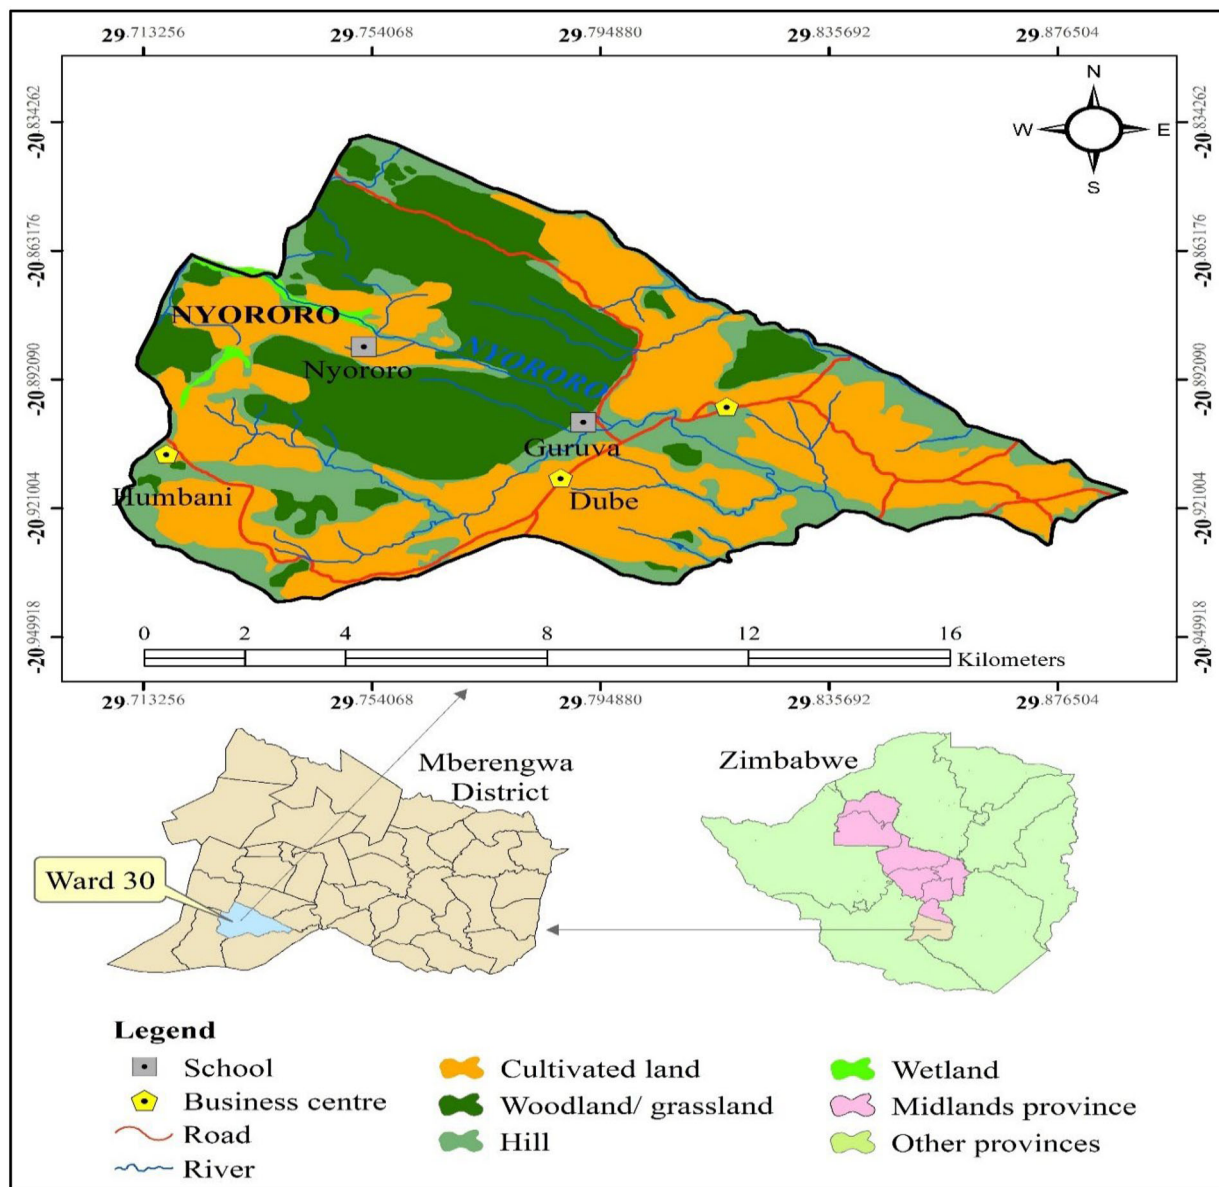 29.713256 29.754068 29.794880 29.835692 29.876504
N
W E
S
-20.834262 -20.834262
-20.863176 -20.863176
-20.892090 -20.892090
-20.921004 -20.921004
-20.949918 -20.949918
NYORORO
NYORORO
Nyororo
Guruva
Humbani
Dube
0 2 4 8 12 16
Kilometers
29.713256 29.754068 29.794880 29.835692 29.876504
Mberengwa
District
Zimbabwe
Ward 30
Legend
School
Business centre
Road
River
Cultivated land
Woodland/ grassland
Hill
Wetland
Midlands province
Other provinces